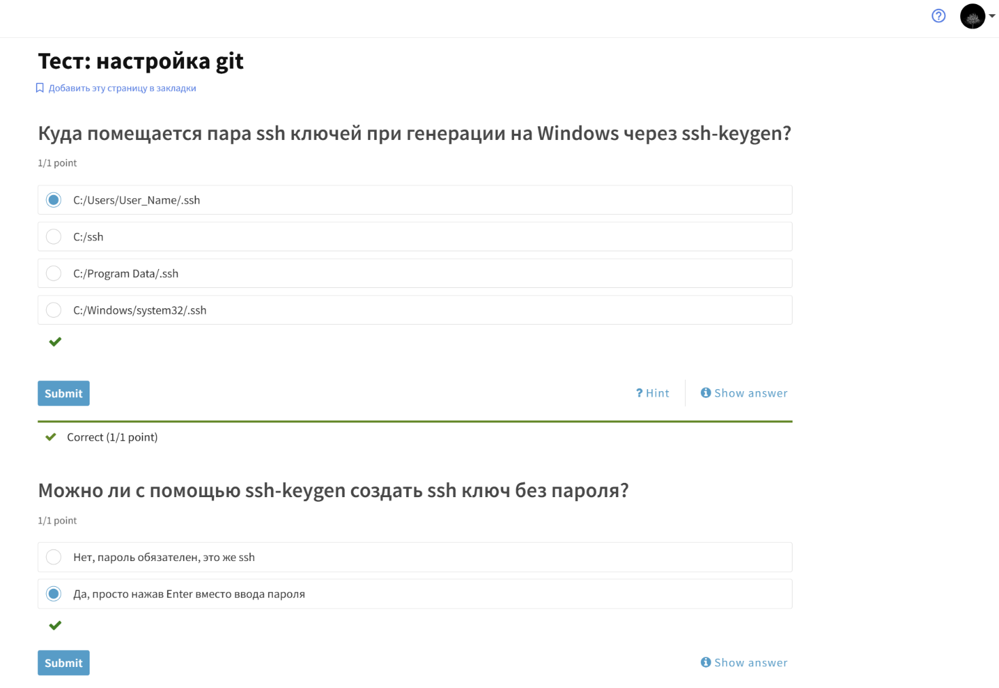 Тест: настройка git
Добавить эту страницу в закладки
Куда помещается пара ssh ключей при генерации на Windows через ssh-keygen?
1/1 point
C:/Users/User_Name/.ssh
C:/ssh
C:/Program Data/.ssh
C:/Windows/system32/.ssh
Submit
? Hint
Show answer
Correct (1/1 point)
Можно ли с помощью ssh-keygen создать ssh ключ без пароля?
1/1 point
Нет, пароль обязателен, это же ssh
Да, просто нажав Enter вместо ввода пароля
Submit
Show answer